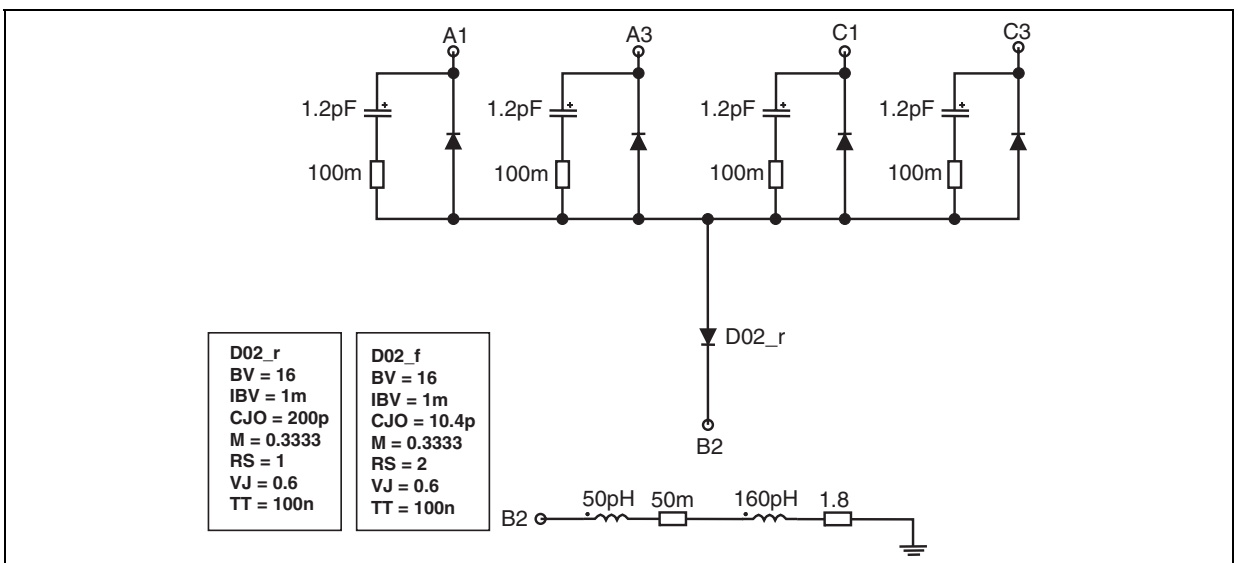 A1 A3 C1 C3
1.2pF 1.2pF 1.2pF 1.2pF
100m 100m 100m 100m
D02_r
B2
D02_r
BV = 16
IBV = 1m
CJO = 200p
M = 0.3333
RS = 1
VJ = 0.6
TT = 100n
D02_f
BV = 16
IBV = 1m
CJO = 10.4p
M = 0.3333
RS = 2
VJ = 0.6
TT = 100n
50pH 50m 160pH 1.8
B2